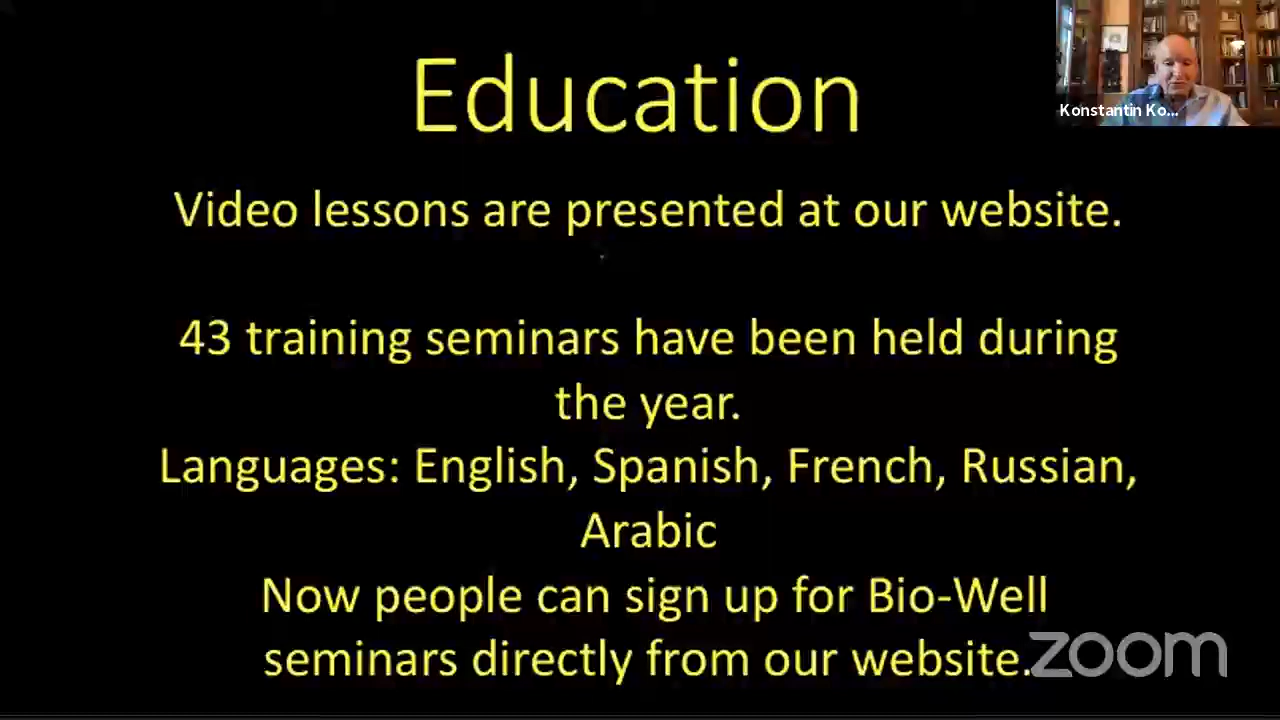 Education
Konstantin Ko...
Video lessons are presented at our website.
43 training seminars have been held during
the year.
Languages: English, Spanish, French, Russian,
Arabic
Now people can sign up for Bio-Well
seminars directly from our website.
zoom